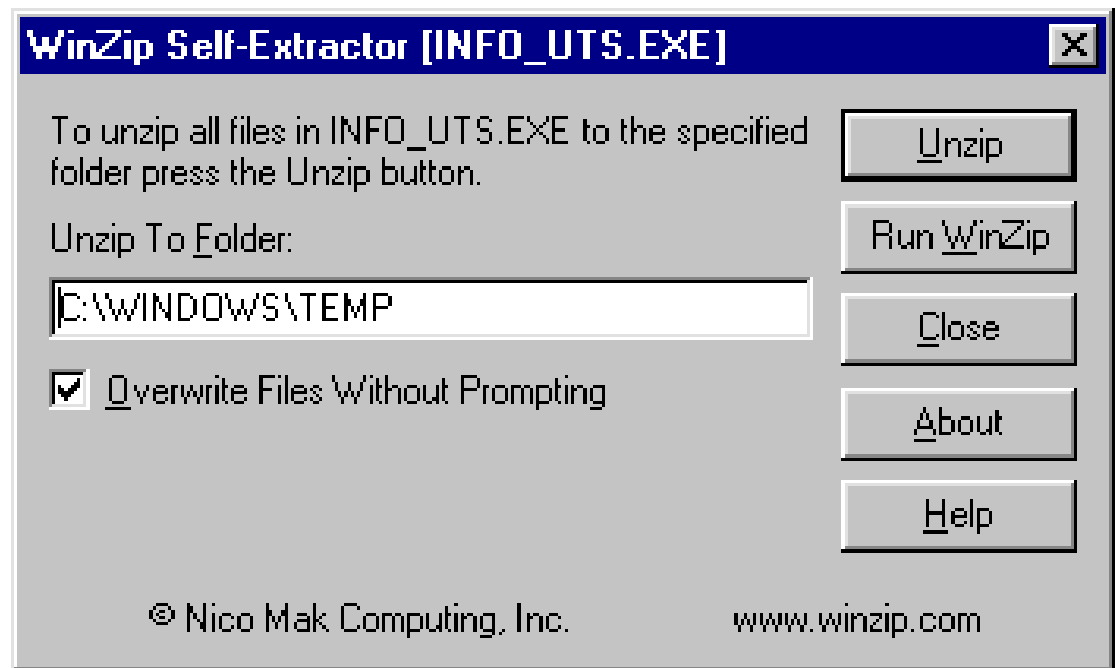 WinZip Self-Extractor [INFO_UTS.EXE]
To unzip all files in INFO_UTS.EXE to the specified
folder press the Unzip button.
Unzip To Folder:
C:\WINDOWS\TEMP
Overwrite Files Without Prompting
Unzip
Run WinZip
Close
About
Help
© Nico Mak Computing, Inc.
www.winzip.com